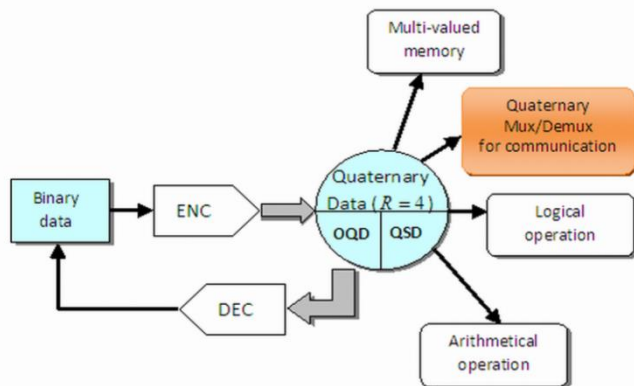 Multi-valued
memory
Quaternary
Mux/Demux
for communication
Quaternary
Data (R = 4)
OQD
QSD
Binary
data
ENC
Logical
operation
DEC
Arithmetical
operation